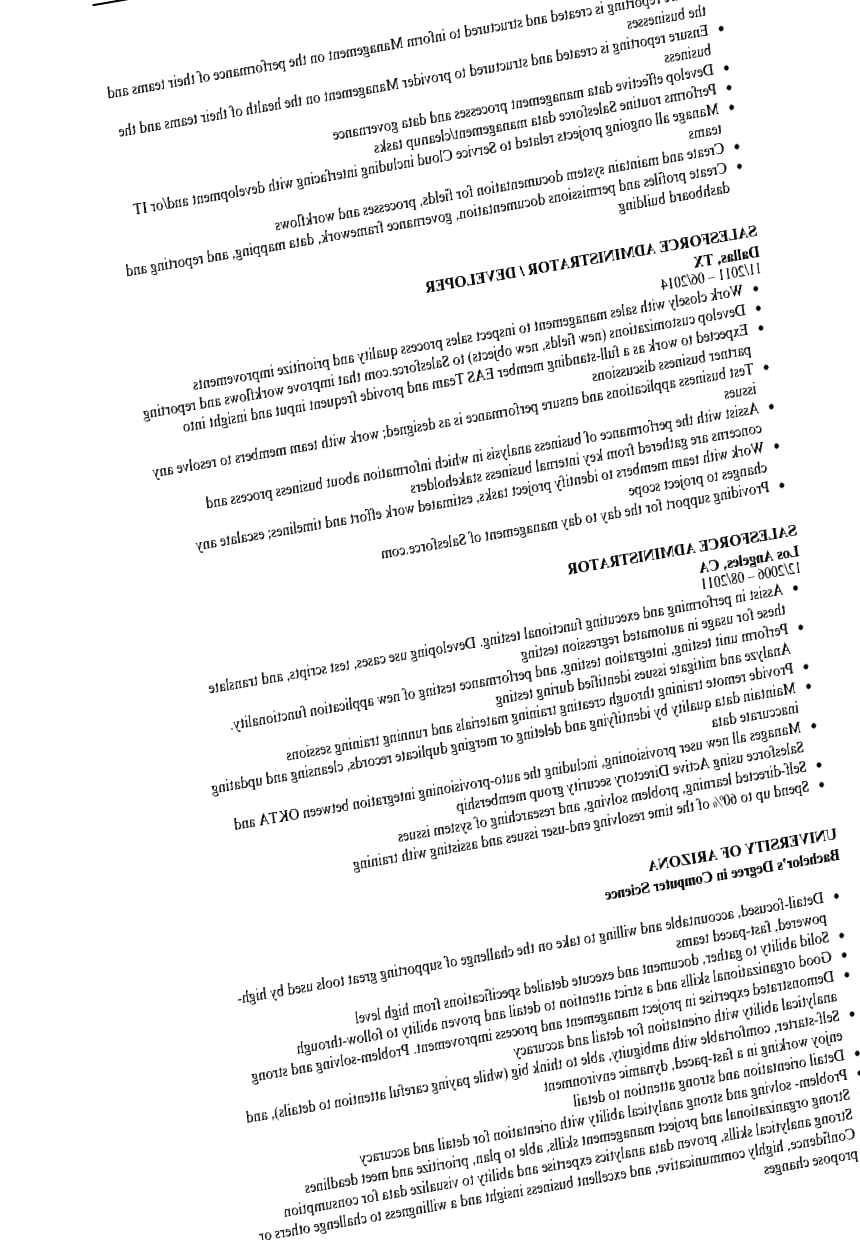 reporting is created and structured to inform Management on the performance of their teams and
the businesses
Ensure reporting is created and structured to provider Management on the health of their teams and the
business
Develop effective data management processes and data governance
Performs routine Salesforce data management/cleanup tasks
Manage all ongoing projects related to Service Cloud including interfacing with development and/or IT
teams
Create and maintain system documentation for fields, processes and workflows
Create profiles and permissions documentation, governance framework, data mapping, and reporting and
dashboard building
SALESFORCE ADMINISTRATOR / DEVELOPER
Dallas, TX
11/2011 – 06/2014
Work closely with sales management to inspect sales process quality and prioritize improvements
Develop customizations (new fields, new objects) to Salesforce.com that improve workflows and reporting
Expected to work as a full-standing member EAS Team and provide frequent input and insight into
partner business discussions
Test business applications and ensure performance is as designed; work with team members to resolve any
issues
Assist with the performance of business analysis in which information about business process and
concerns are gathered from key internal business stakeholders
Work with team members to identify project tasks, estimated work effort and timelines; escalate any
changes to project scope
Providing support for the day to day management of Salesforce.com
SALESFORCE ADMINISTRATOR
Los Angeles, CA
12/2006 – 08/2011
Assist in performing and executing functional testing. Developing use cases, test scripts, and translate
these for usage in automated regression testing
Perform unit testing, integration testing, and performance testing of new application functionality.
Analyze and mitigate issues identified during testing
Provide remote training through creating training materials and running training sessions
Maintain data quality by identifying and deleting or merging duplicate records, cleansing and updating
inaccurate data
Manages all new user provisioning, including the auto-provisioning integration between OKTA and
Salesforce using Active Directory security group membership
Self-directed learning, problem solving, and researching of system issues
Spend up to 60% of the time resolving end-user issues and assisting with training
UNIVERSITY OF ARIZONA
Bachelor's Degree in Computer Science
Detail-focused, accountable and willing to take on the challenge of supporting great tools used by high-
powered, fast-paced teams
Solid ability to gather, document and execute detailed specifications from high level
Good organizational skills and a strict attention to detail and proven ability to follow-through
Demonstrated expertise in project management and process improvement. Problem-solving and strong
analytical ability with orientation for detail and accuracy
Self-starter, comfortable with ambiguity, able to think big (while paying careful attention to details), and
enjoy working in a fast-paced, dynamic environment
Detail orientation and strong attention to detail
Problem- solving and strong analytical ability with orientation for detail and accuracy
Strong organizational and project management skills, able to plan, prioritize and meet deadlines
Strong analytical skills, proven data analytics expertise and ability to visualize data for consumption
Confidence, highly communicative, and excellent business insight and a willingness to challenge others or
propose changes